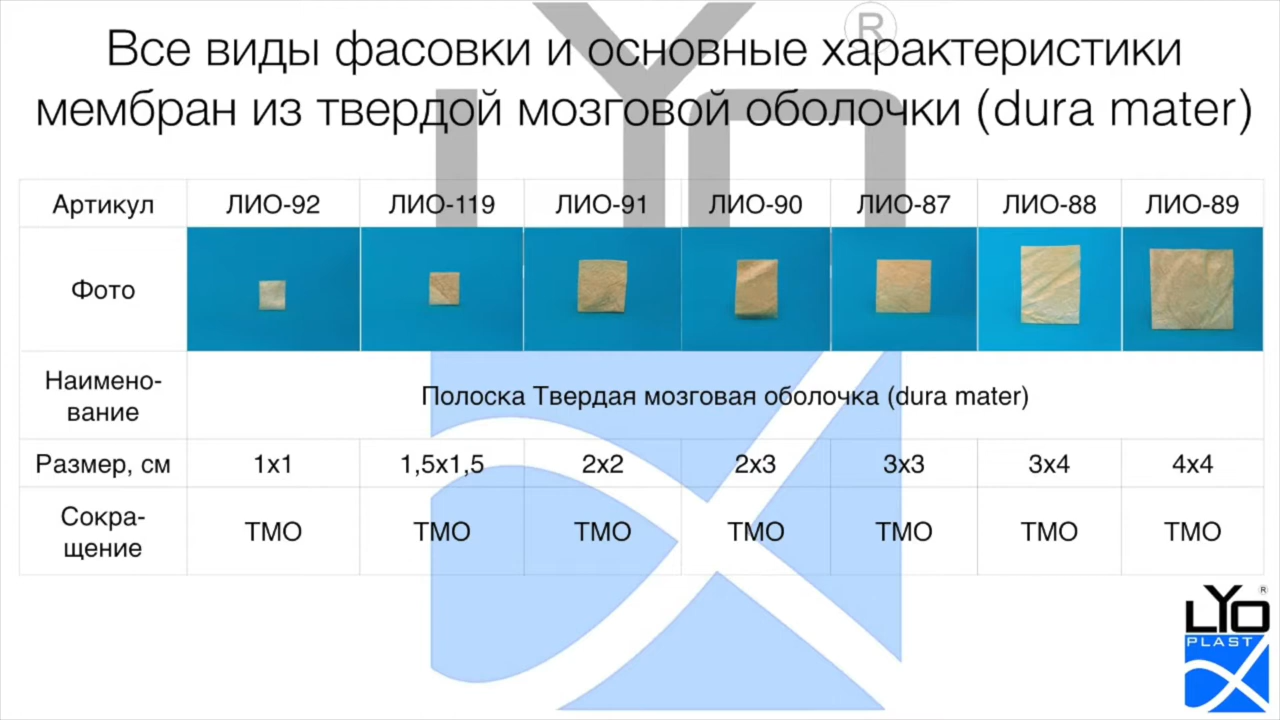 Все виды фасовки и основные характеристики
мембран из твердой мозговой оболочки (dura mater)
Артикул ЛИО-92 ЛИО-119 ЛИО-91 ЛИО-90 ЛИО-87 ЛИО-88 ЛИО-89
Фото
Наимено-
вание
Полоска Твердая мозговая оболочка (dura mater)
Размер, см 1x1 1,5x1,5 2x2 2x3 3x3 3x4 4x4
Сокра-
щение
ТМО ТМО ТМО ТМО ТМО ТМО ТМО
LYO ®
PLAST
LYO ®